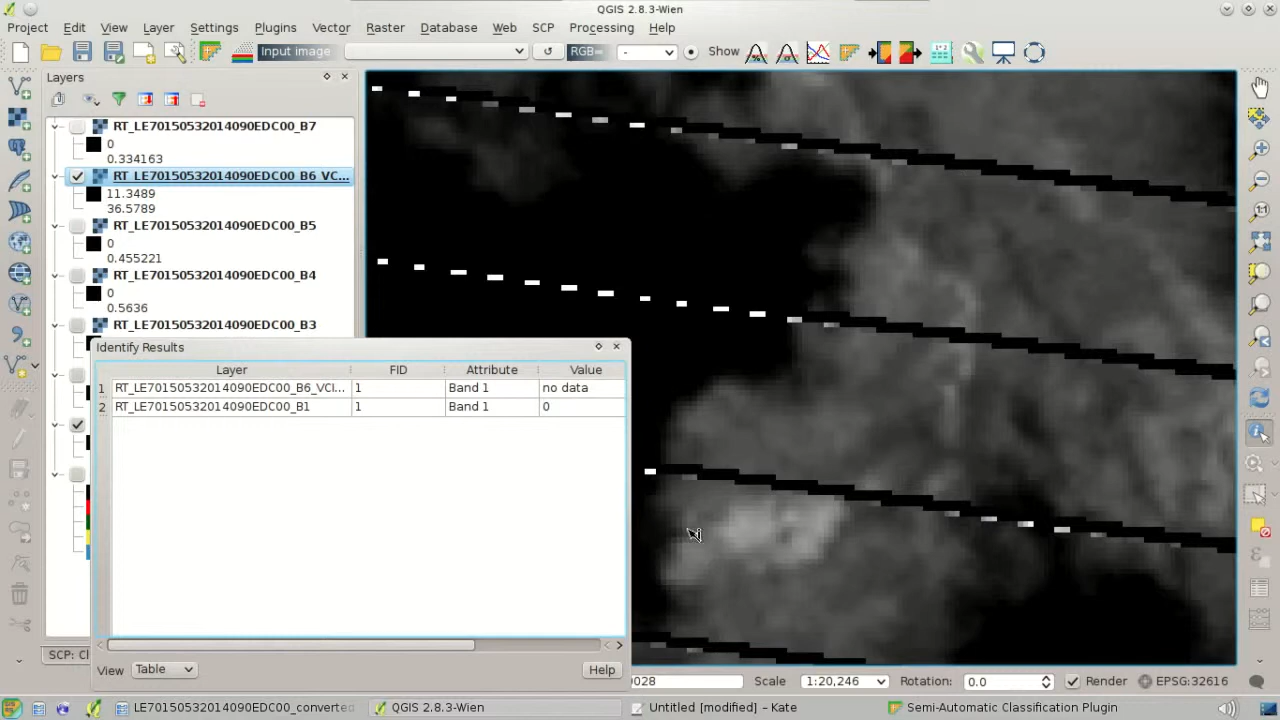 QGIS 2.8.3-Wien
Project Edit View Layer Settings Plugins Vector Raster Database Web SCP Processing Help
Input image RGB= - Show
Layers
RT_LE70150532014090EDC00_B7
0
0.334163
RT_LE70150532014090EDC00_B6_VC...
11.3489
36.5789
RT_LE70150532014090EDC00_B5
0
0.455221
RT_LE70150532014090EDC00_B4
0
0.5636
RT_LE70150532014090EDC00_B3
Identify Results
Layer FID Attribute Value
1 RT_LE70150532014090EDC00_B6_VCI... 1 Band 1 no data
2 RT_LE70150532014090EDC00_B1 1 Band 1 0
SCP: Cl
View Table Help
0028 Scale 1:20,246 Rotation: 0.0 Render EPSG:32616
LE70150532014090EDC00_converted QGIS 2.8.3-Wien Untitled [modified] – Kate Semi-Automatic Classification Plugin